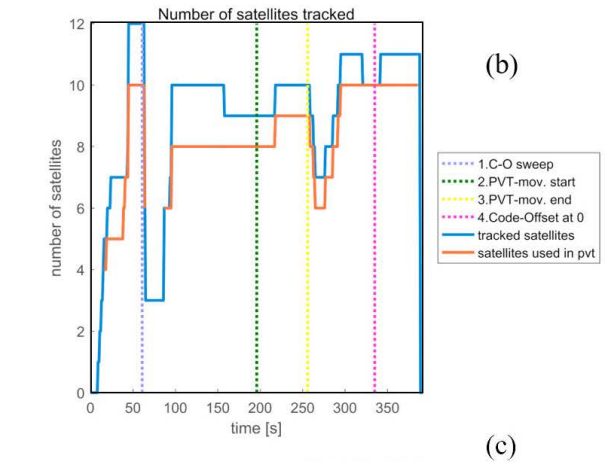 Number of satellites tracked
(b)
12
10
8
6
4
2
0
number of satellites
0 50 100 150 200 250 300 350
time [s]
1.C-O sweep
2.PVT-mov. start
3.PVT-mov. end
4.Code-Offset at 0
tracked satellites
satellites used in pvt
(c)